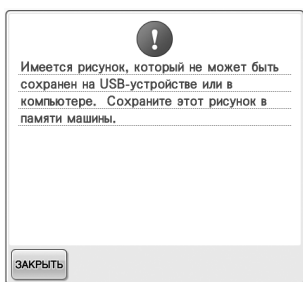 Имеется рисунок, который не может быть
сохранен на USB-устройстве или в
компьютере. Сохраните этот рисунок в
памяти машины.
ЗАКРЫТЬ